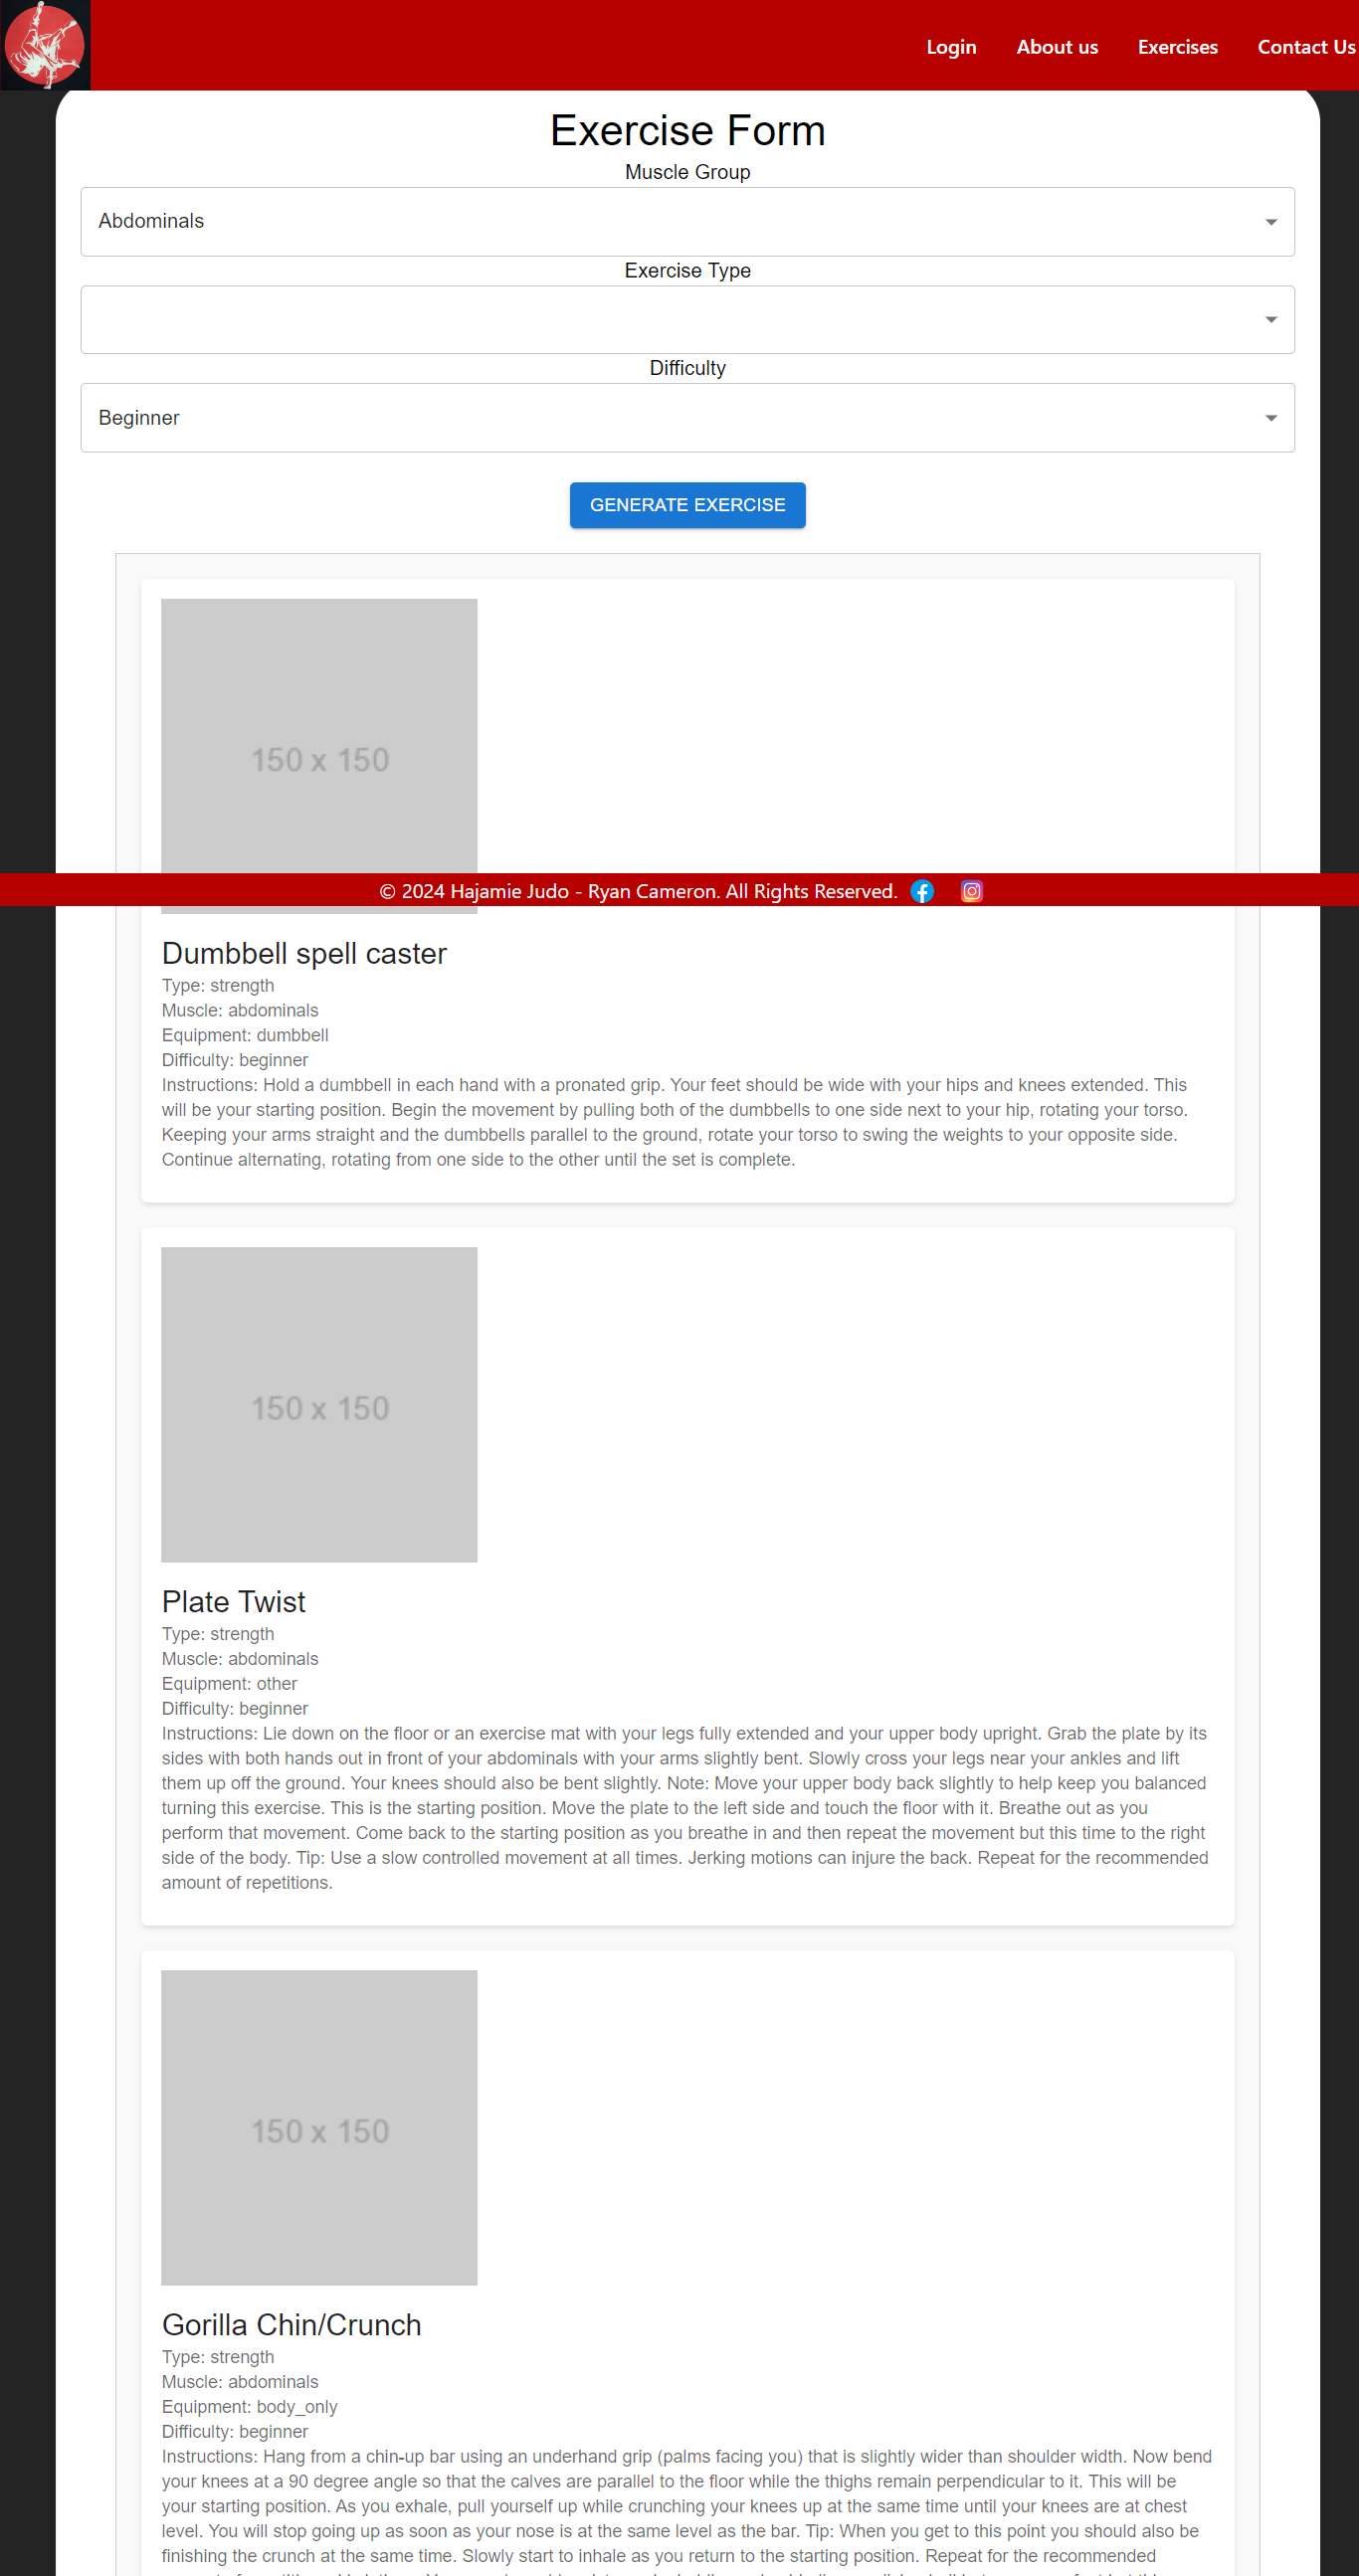 Login About us Exercises Contact Us
Exercise Form
Muscle Group
Abdominals
Exercise Type
Difficulty
Beginner
GENERATE EXERCISE
150 x 150
© 2024 Hajamie Judo - Ryan Cameron. All Rights Reserved.
Dumbbell spell caster
Type: strength
Muscle: abdominals
Equipment: dumbbell
Difficulty: beginner
Instructions: Hold a dumbbell in each hand with a pronated grip. Your feet should be wide with your hips and knees extended. This
will be your starting position. Begin the movement by pulling both of the dumbbells to one side next to your hip, rotating your torso.
Keeping your arms straight and the dumbbells parallel to the ground, rotate your torso to swing the weights to your opposite side.
Continue alternating, rotating from one side to the other until the set is complete.
150 x 150
Plate Twist
Type: strength
Muscle: abdominals
Equipment: other
Difficulty: beginner
Instructions: Lie down on the floor or an exercise mat with your legs fully extended and your upper body upright. Grab the plate by its
sides with both hands out in front of your abdominals with your arms slightly bent. Slowly cross your legs near your ankles and lift
them up off the ground. Your knees should also be bent slightly. Note: Move your upper body back slightly to help keep you balanced
turning this exercise. This is the starting position. Move the plate to the left side and touch the floor with it. Breathe out as you
perform that movement. Come back to the starting position as you breathe in and then repeat the movement but this time to the right
side of the body. Tip: Use a slow controlled movement at all times. Jerking motions can injure the back. Repeat for the recommended
amount of repetitions.
150 x 150
Gorilla Chin/Crunch
Type: strength
Muscle: abdominals
Equipment: body_only
Difficulty: beginner
Instructions: Hang from a chin-up bar using an underhand grip (palms facing you) that is slightly wider than shoulder width. Now bend
your knees at a 90 degree angle so that the calves are parallel to the floor while the thighs remain perpendicular to it. This will be
your starting position. As you exhale, pull yourself up while crunching your knees up at the same time until your knees are at chest
level. You will stop going up as soon as your nose is at the same level as the bar. Tip: When you get to this point you should also be
finishing the crunch at the same time. Slowly start to inhale as you return to the starting position. Repeat for the recommended